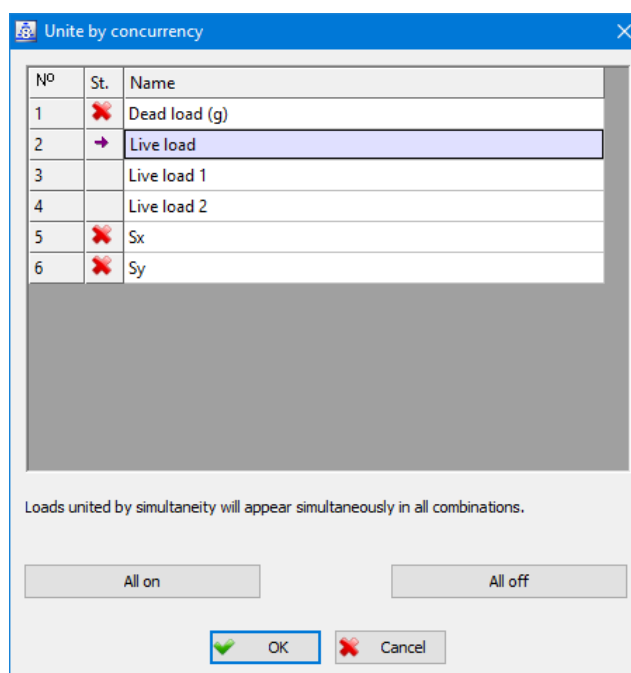 Unite by concurrency
Nº St. Name
1 Dead load (g)
2 Live load
3 Live load 1
4 Live load 2
5 Sx
6 Sy
Loads united by simultaneity will appear simultaneously in all combinations.
All on All off
OK Cancel